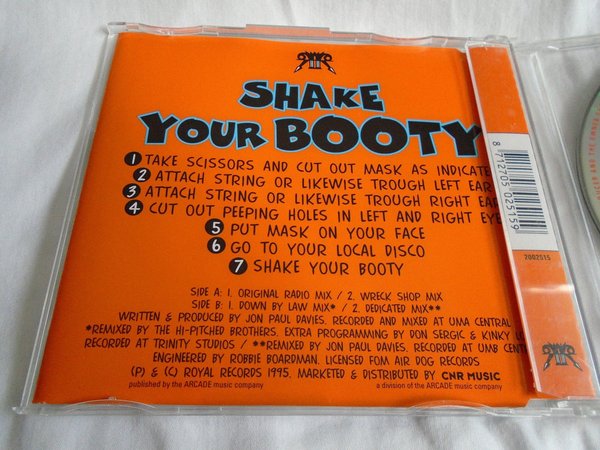 SHAKE
YOUR BOOTY
1 TAKE SCISSORS AND CUT OUT MASK AS INDICATE
2 ATTACH STRING OR LIKEWISE TROUGH LEFT EAR
3 ATTACH STRING OR LIKEWISE TROUGH RIGHT EAR
4 CUT OUT PEEPING HOLES IN LEFT AND RIGHT EYE
5 PUT MASK ON YOUR FACE
6 GO TO YOUR LOCAL DISCO
7 SHAKE YOUR BOOTY
SIDE A: 1. ORIGINAL RADIO MIX / 2. WRECK SHOP MIX
SIDE B: 1. DOWN BY LAW MIX* / 2. DEDICATED MIX**
WRITTEN & PRODUCED BY JON PAUL DAVIES. RECORDED AND MIXED AT UMA CENTRAL
*REMIXED BY THE HI-PITCHED BROTHERS. EXTRA PROGRAMMING BY DON SERGIC & KINKY
RECORDED AT TRINITY STUDIOS / **REMIXED BY JON PAUL DAVIES. RECORDED AT UMB CENT
ENGINEERED BY ROBBIE BOARDMAN. LICENSED FOM AIR DOG RECORDS
(P) & (C) ROYAL RECORDS 1995. MARKETED & DISTRIBUTED BY CNR MUSIC
published by the ARCADE music company
a division of the ARCADE music company
8 712705 025159
2002515